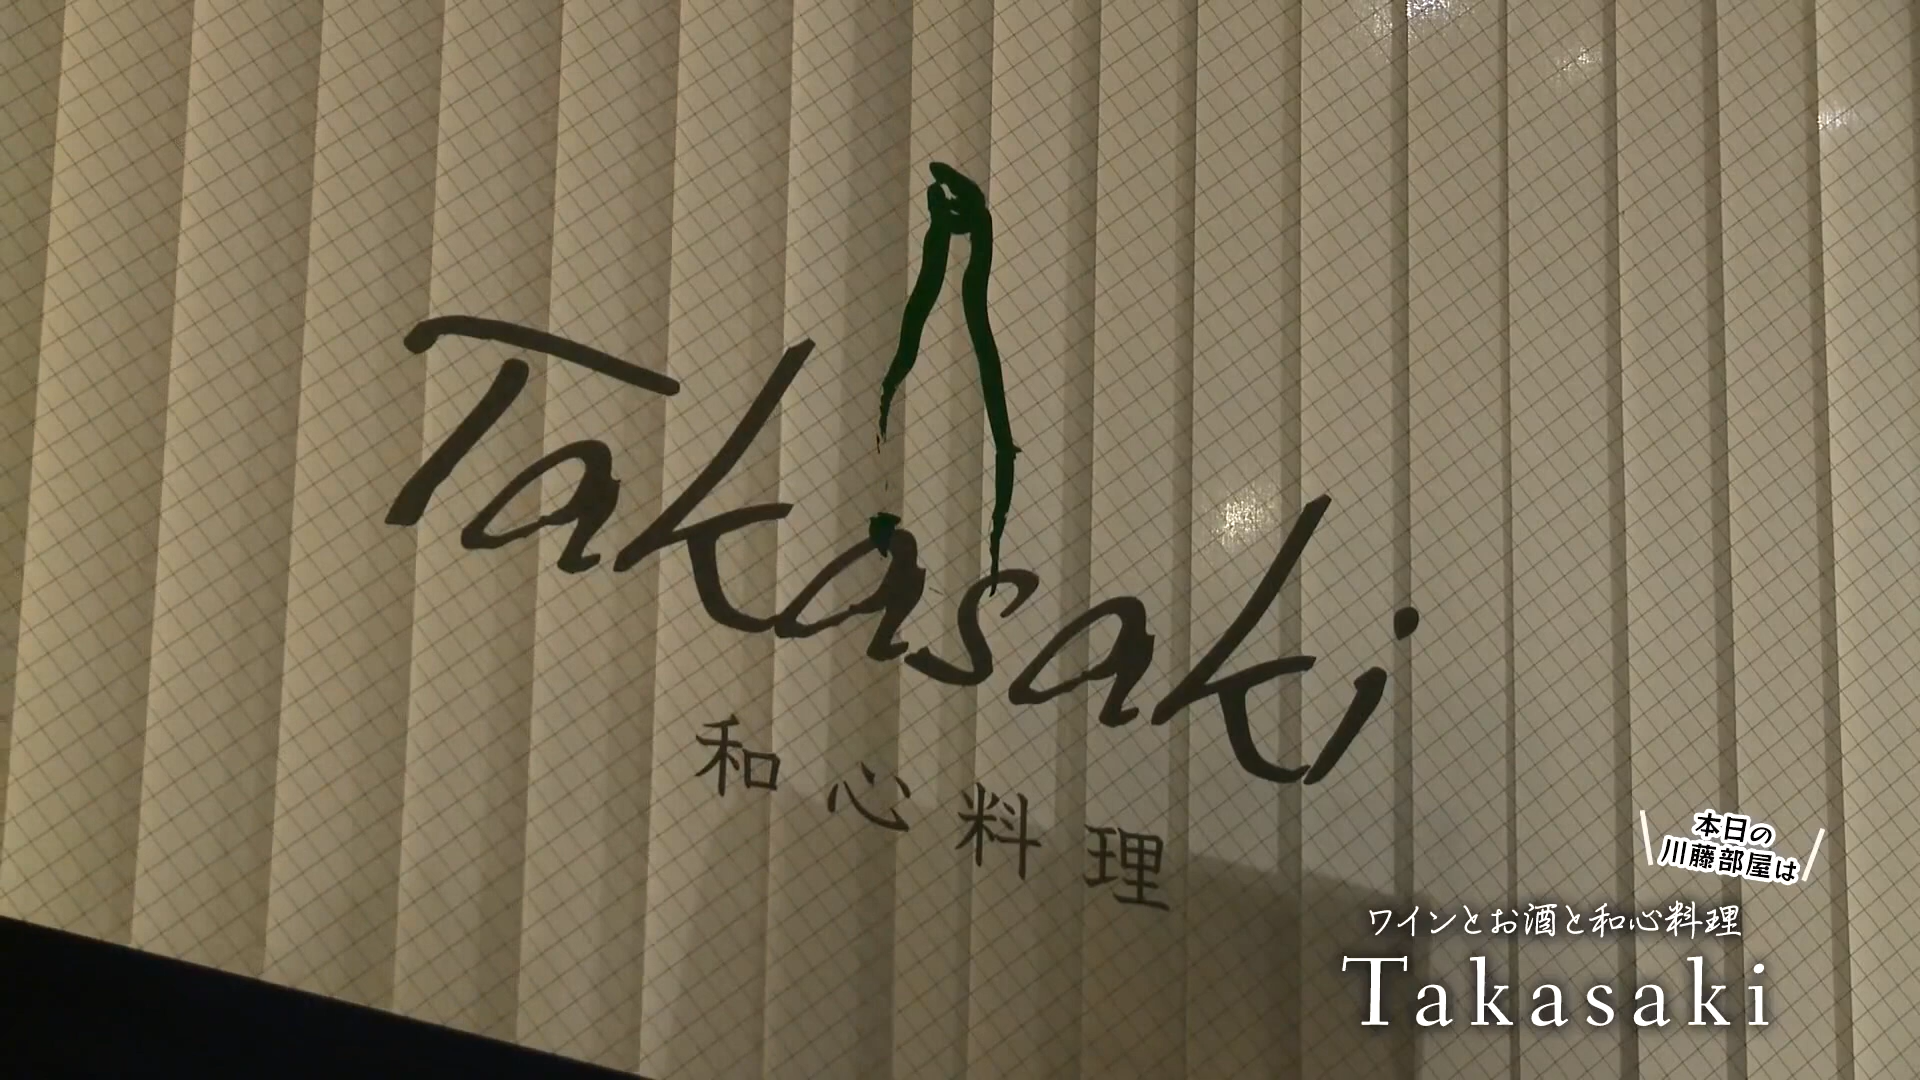 Takasaki
和心料理
本日の
川藤部屋は
ワインとお酒と和心料理
Takasaki